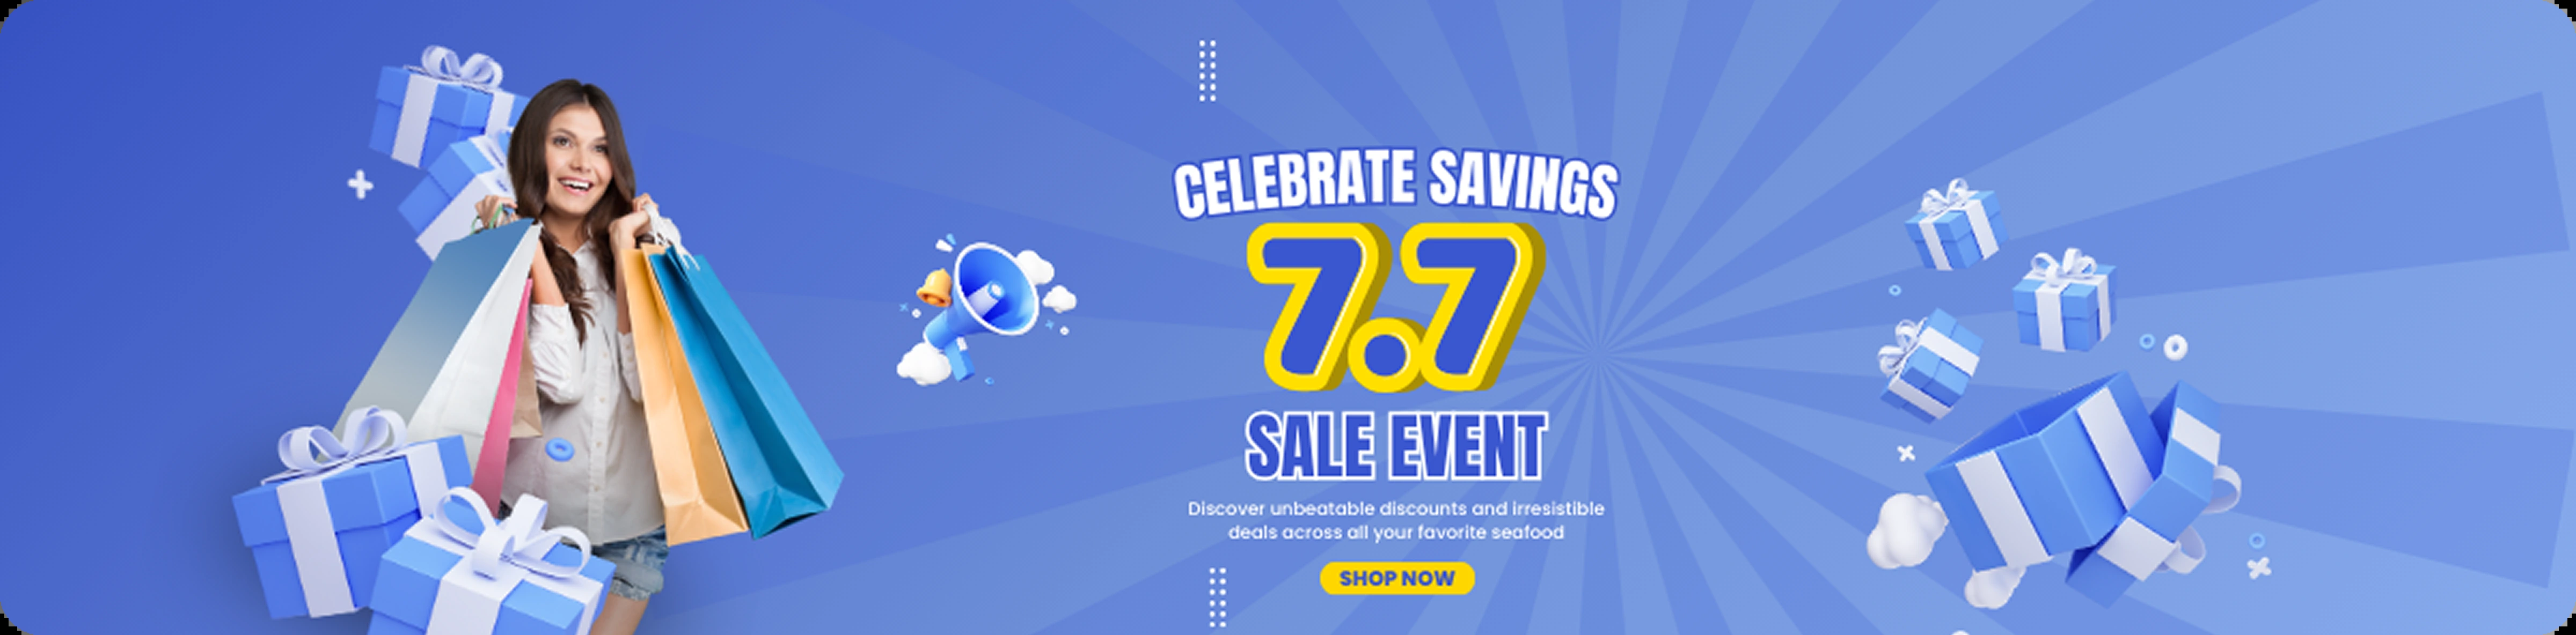 CELEBRATE SAVINGS
7.7
SALE EVENT
Discover unbeatable discounts and irresistible
deals across all your favorite seafood
SHOP NOW